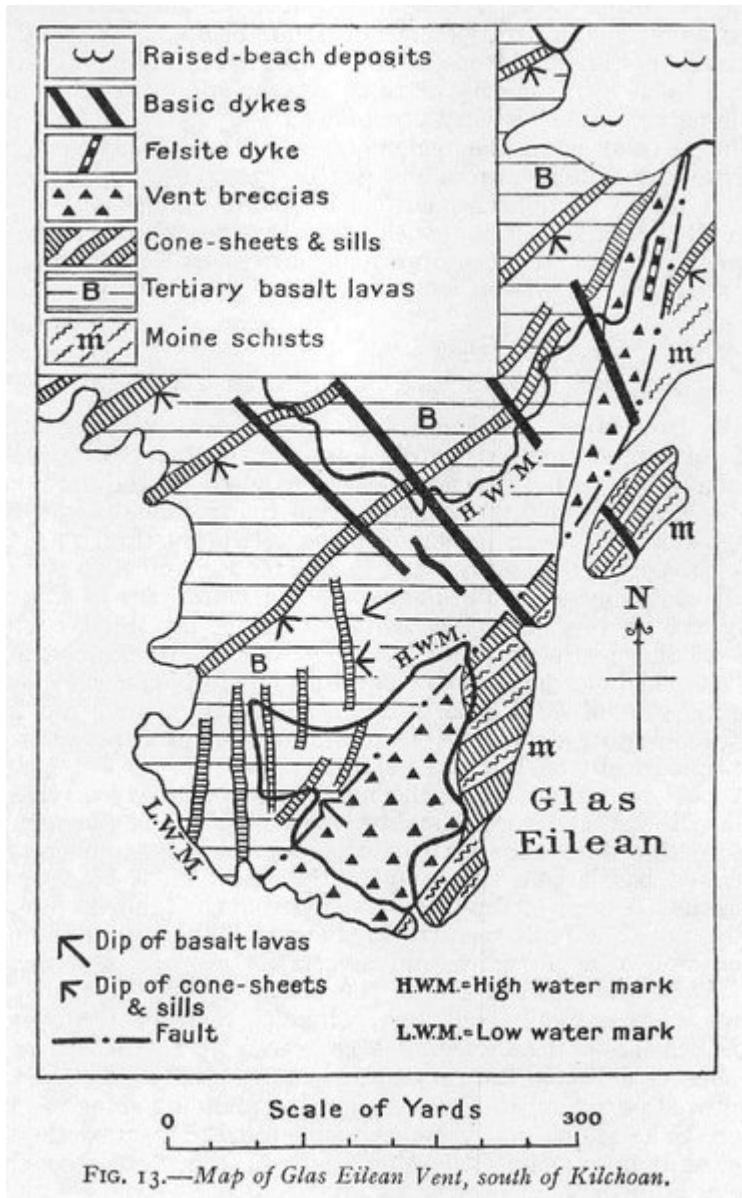 Raised-beach deposits
Basic dykes
Felsite dyke
Vent breccias
Cone-sheets & sills
B Tertiary basalt lavas
m Moine schists
B
m
B
H.W.M.
m
N
B
H.W.M.
m
Glas
Eilean
L.W.M.
Dip of basalt lavas
Dip of cone-sheets
& sills
Fault
H.W.M.=High water mark
L.W.M.=Low water mark
Scale of Yards
0 300
FIG. 13.—Map of Glas Eilean Vent, south of Kilchoan.